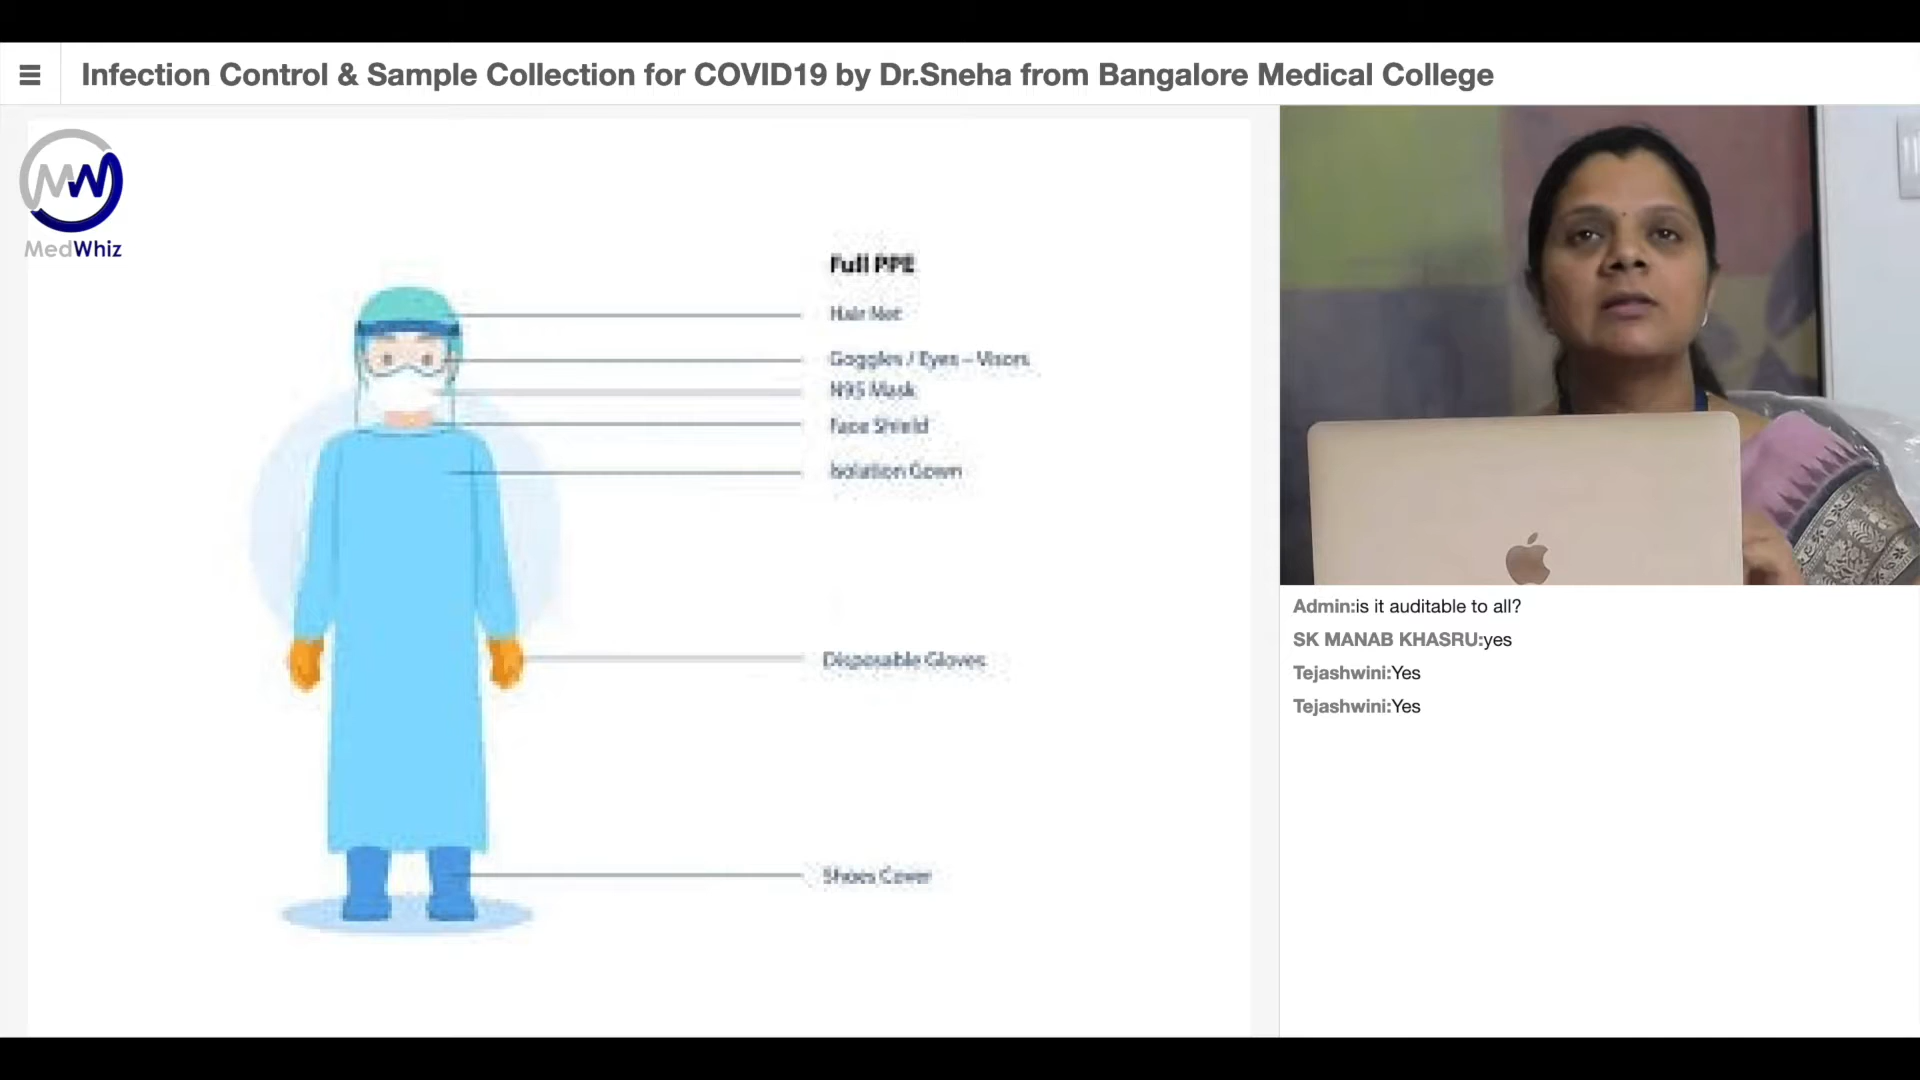 Infection Control & Sample Collection for COVID19 by Dr.Sneha from Bangalore Medical College
MW
MedWhiz
Full PPE
Hair Net
Goggles / Eyes – Visors
N95 Mask
Face Shield
Isolation Gown
Disposable Gloves
Shoes Cover
Admin:is it auditable to all?
SK MANAB KHASRU:yes
Tejashwini:Yes
Tejashwini:Yes